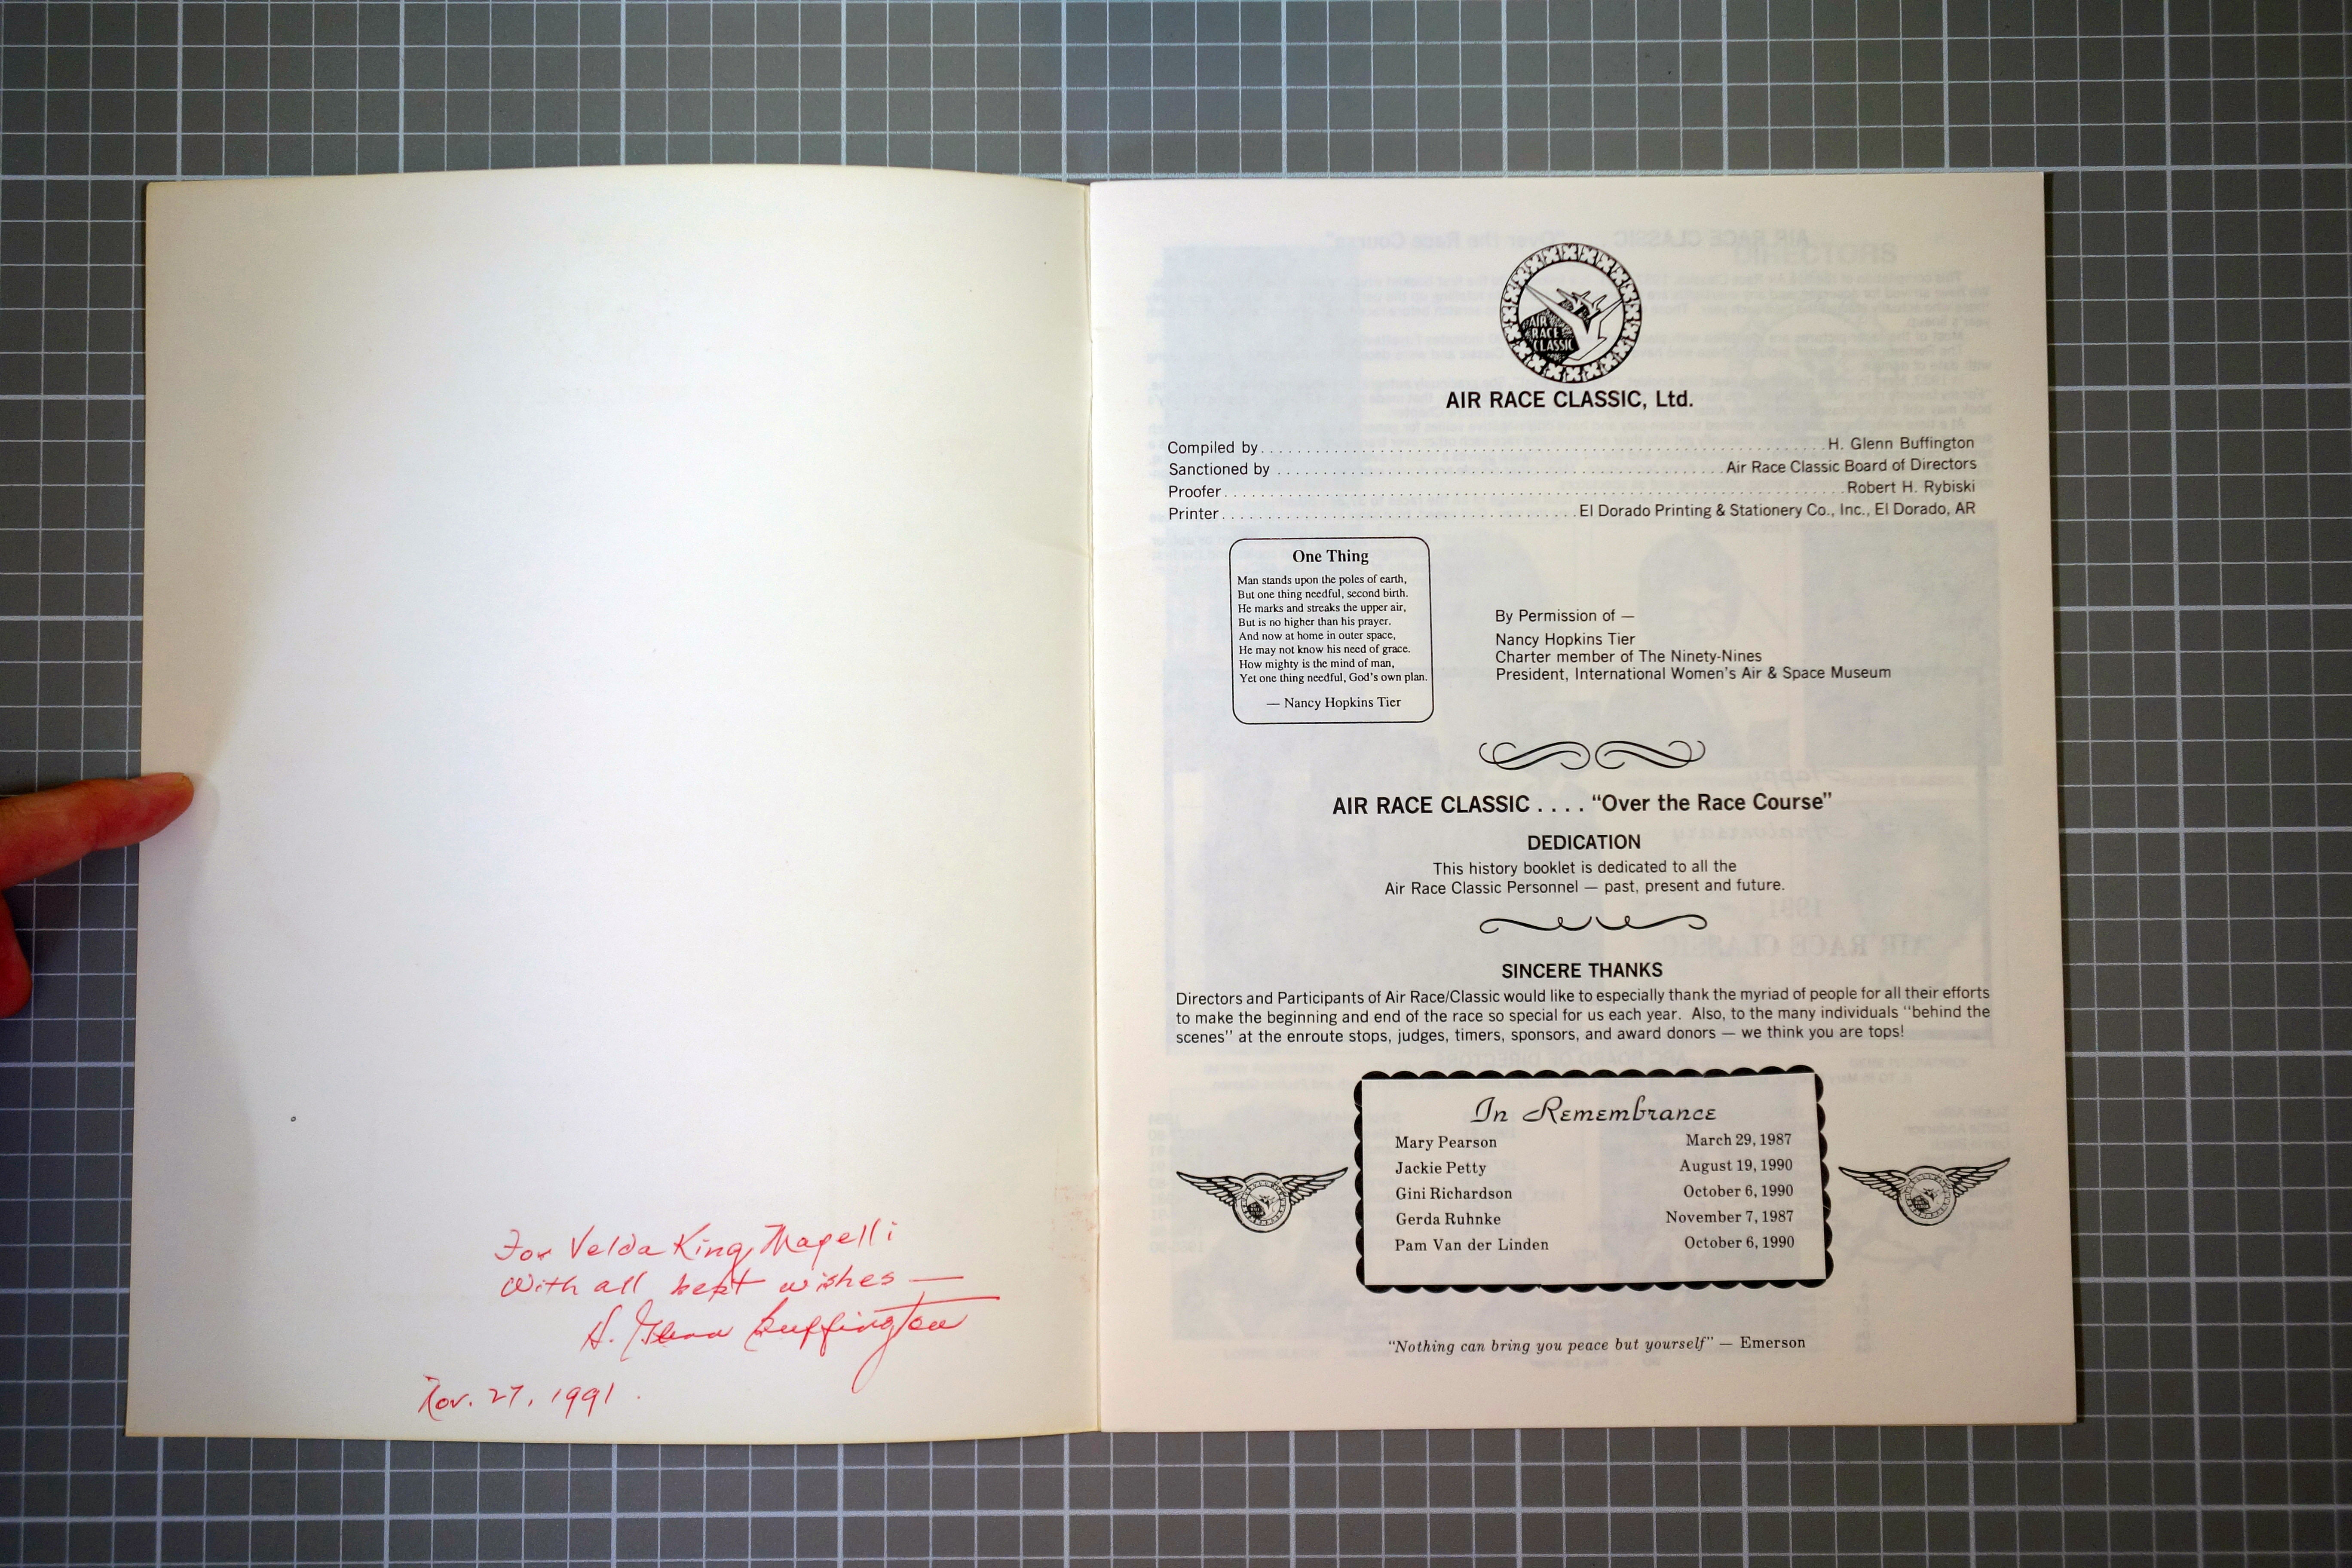 For Velda King Mapelli
With all best wishes —
H. Glenn Buffington
Nov. 27, 1991
AIR
RACE
CLASSIC
AIR RACE CLASSIC, Ltd.
Compiled by . . . . . . . . . . H. Glenn Buffington
Sanctioned by . . . . . . . . . . Air Race Classic Board of Directors
Proofer . . . . . . . . . . Robert H. Rybiski
Printer . . . . . . . . . . El Dorado Printing & Stationery Co., Inc., El Dorado, AR
One Thing
Man stands upon the poles of earth,
But one thing needful, second birth.
He marks and streaks the upper air,
But is no higher than his prayer.
And now at home in outer space,
He may not know his need of grace.
How mighty is the mind of man,
Yet one thing needful, God's own plan.
— Nancy Hopkins Tier
By Permission of —
Nancy Hopkins Tier
Charter member of The Ninety-Nines
President, International Women's Air & Space Museum
AIR RACE CLASSIC . . . . "Over the Race Course"
DEDICATION
This history booklet is dedicated to all the
Air Race Classic Personnel — past, present and future.
SINCERE THANKS
Directors and Participants of Air Race/Classic would like to especially thank the myriad of people for all their efforts
to make the beginning and end of the race so special for us each year. Also, to the many individuals "behind the
scenes" at the enroute stops, judges, timers, sponsors, and award donors — we think you are tops!
In Remembrance
Mary Pearson March 29, 1987
Jackie Petty August 19, 1990
Gini Richardson October 6, 1990
Gerda Ruhnke November 7, 1987
Pam Van der Linden October 6, 1990
"Nothing can bring you peace but yourself" — Emerson